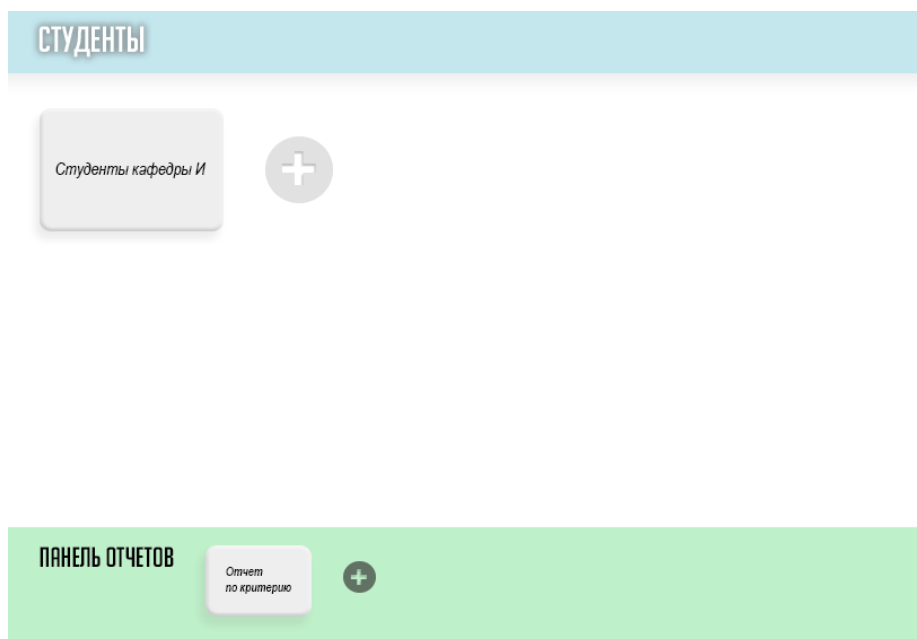 СТУДЕНТЫ
Студенты кафедры И
ПАНЕЛЬ ОТЧЕТОВ
Отчет
по критерию